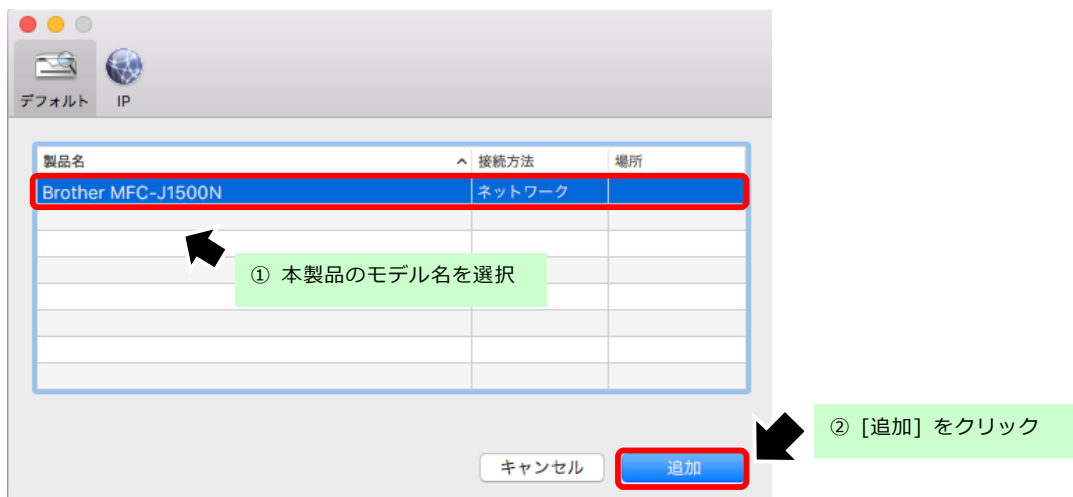 デフォルト IP
製品名 接続方法 場所
Brother MFC-J1500N ネットワーク
① 本製品のモデル名を選択
② [追加] をクリック
キャンセル 追加